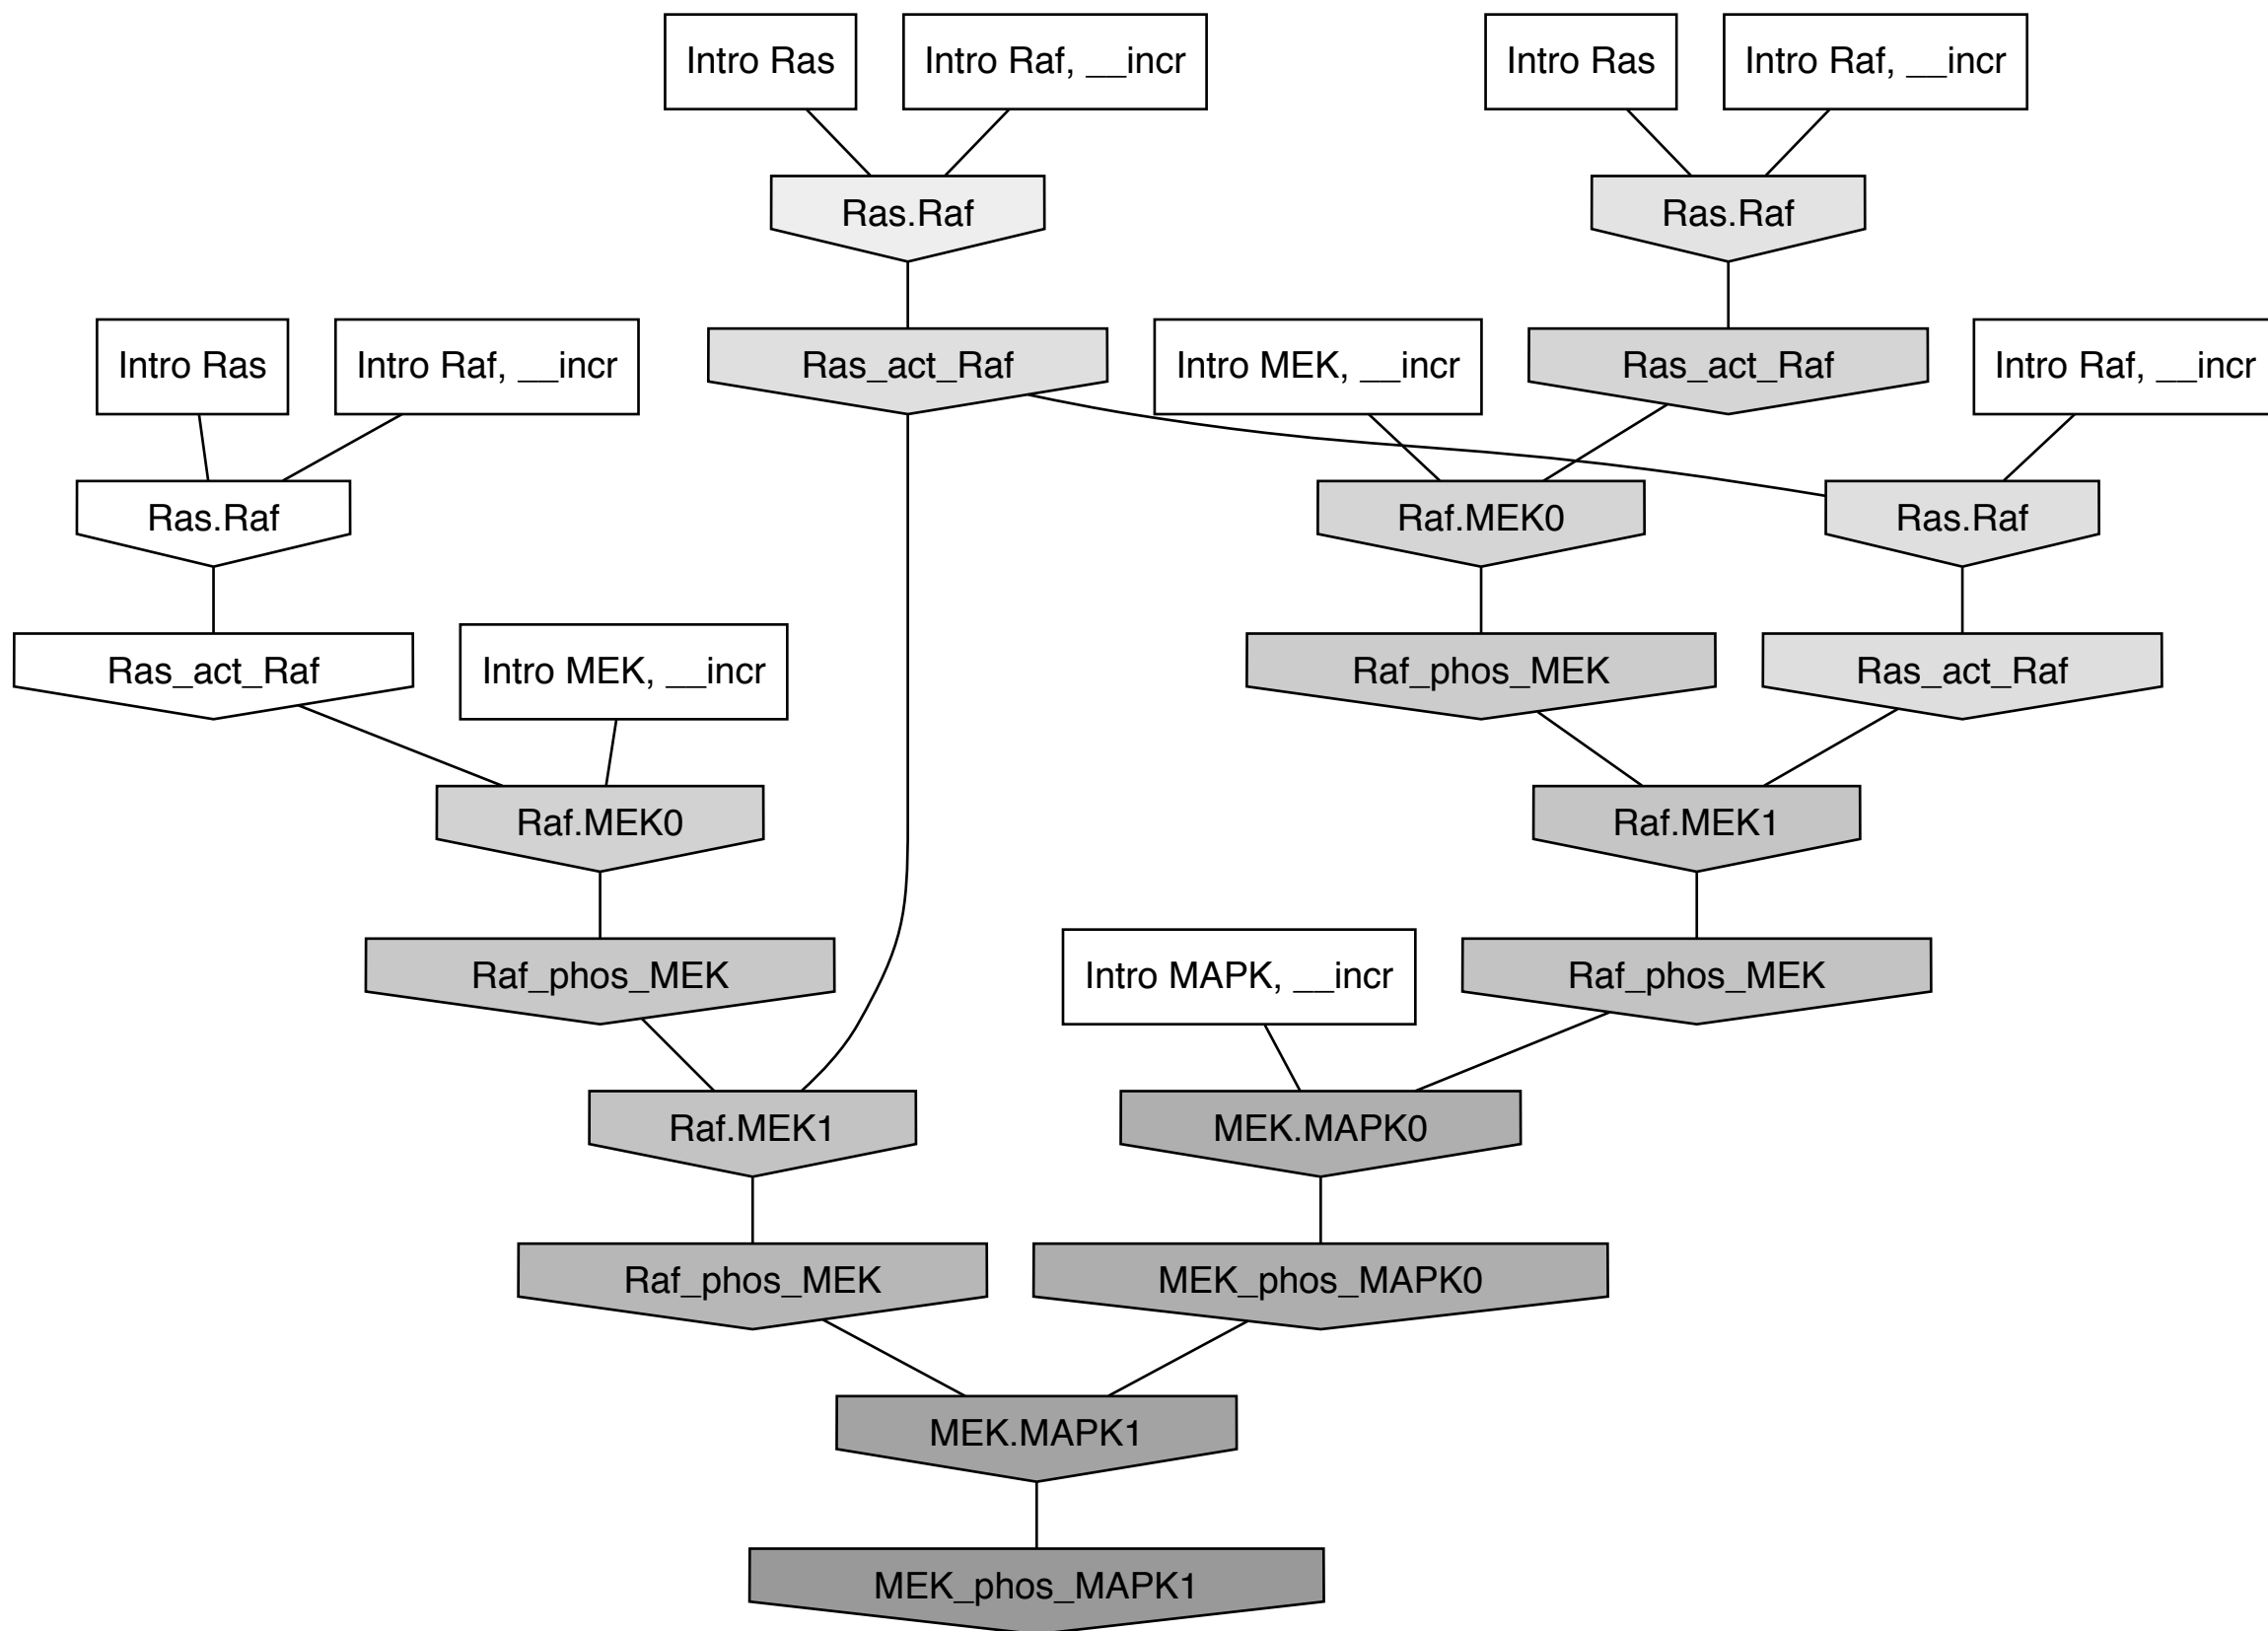 Intro Ras
Intro Raf, __incr
Intro Ras
Intro Raf, __incr
Ras.Raf
Ras.Raf
Intro Ras
Intro Raf, __incr
Ras_act_Raf
Intro MEK, __incr
Ras_act_Raf
Intro Raf, __incr
Ras.Raf
Raf.MEK0
Ras.Raf
Ras_act_Raf
Intro MEK, __incr
Raf_phos_MEK
Ras_act_Raf
Raf.MEK0
Raf.MEK1
Raf_phos_MEK
Intro MAPK, __incr
Raf_phos_MEK
Raf.MEK1
MEK.MAPK0
Raf_phos_MEK
MEK_phos_MAPK0
MEK.MAPK1
MEK_phos_MAPK1